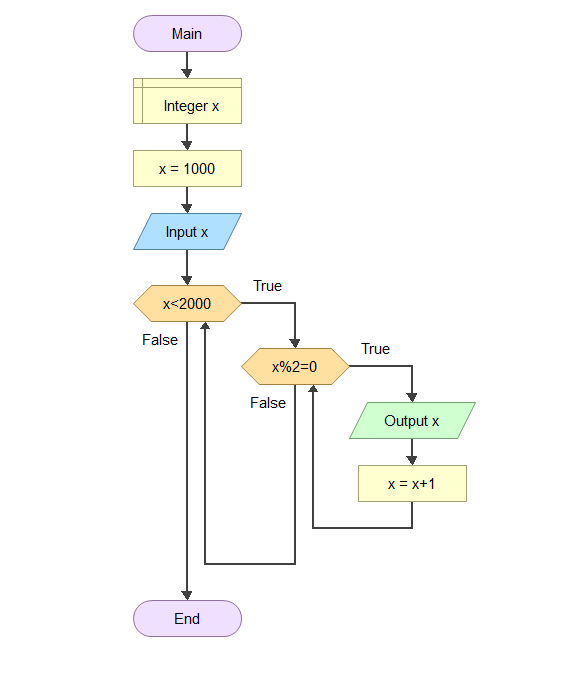 Main
Integer x
x = 1000
Input x
x<2000
True
False
x%2=0
True
False
Output x
x = x+1
End